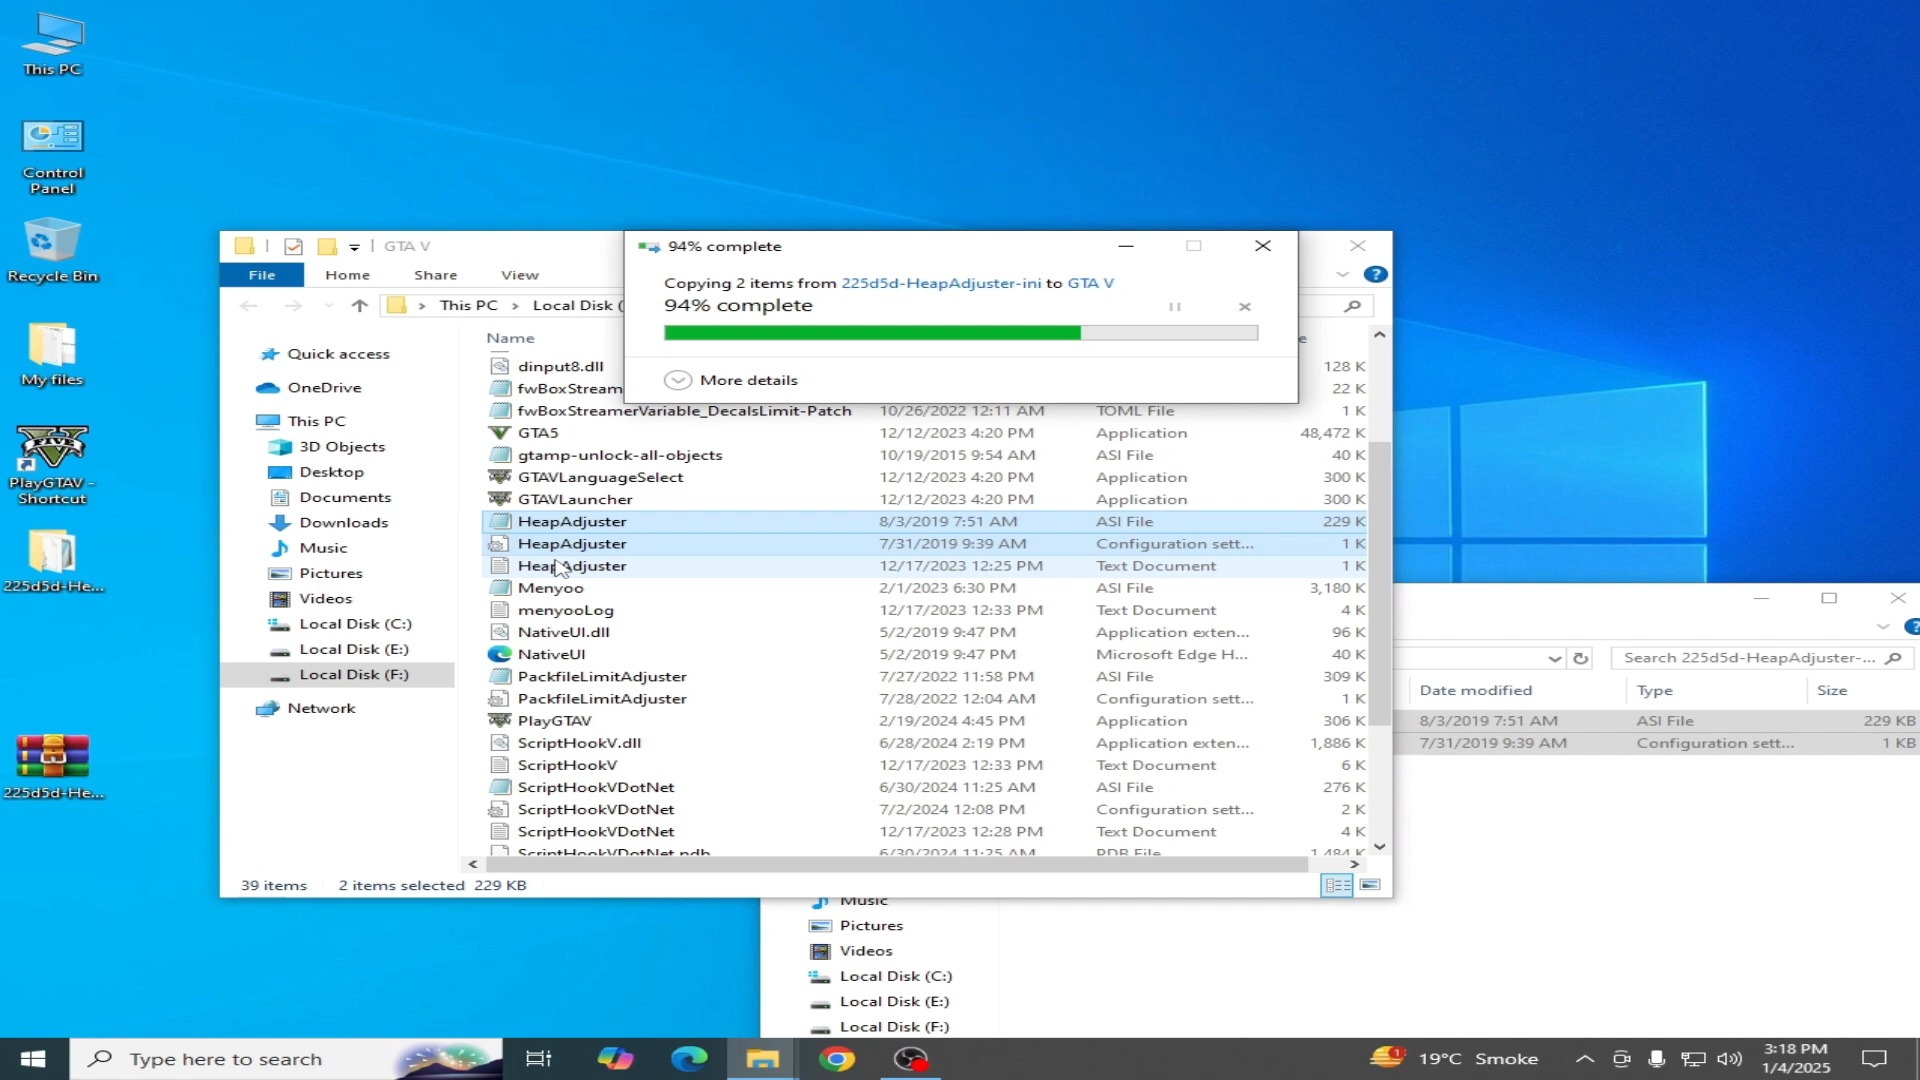 This PC
Control
Panel
Recycle Bin
My files
FIVE
PlayGTAV -
Shortcut
225d5d-He...
225d5d-He...
GTA V
File
Home
Share
View
This PC
Local Disk (
Quick access
OneDrive
This PC
3D Objects
Desktop
Documents
Downloads
Music
Pictures
Videos
Local Disk (C:)
Local Disk (E:)
Local Disk (F:)
Network
94% complete
Copying 2 items from 225d5d-HeapAdjuster-ini to GTA V
94% complete
More details
Name
dinput8.dll 128 K
fwBoxStream 22 K
fwBoxStreamerVariable_DecalsLimit-Patch 10/26/2022 12:11 AM TOML File 1 K
GTA5 12/12/2023 4:20 PM Application 48,472 K
gtamp-unlock-all-objects 10/19/2015 9:54 AM ASI File 40 K
GTAVLanguageSelect 12/12/2023 4:20 PM Application 300 K
GTAVLauncher 12/12/2023 4:20 PM Application 300 K
HeapAdjuster 8/3/2019 7:51 AM ASI File 229 K
HeapAdjuster 7/31/2019 9:39 AM Configuration sett... 1 K
HeapAdjuster 12/17/2023 12:25 PM Text Document 1 K
Menyoo 2/1/2023 6:30 PM ASI File 3,180 K
menyooLog 12/17/2023 12:33 PM Text Document 4 K
NativeUI.dll 5/2/2019 9:47 PM Application exten... 96 K
NativeUI 5/2/2019 9:47 PM Microsoft Edge H... 40 K
PackfileLimitAdjuster 7/27/2022 11:58 PM ASI File 309 K
PackfileLimitAdjuster 7/28/2022 12:04 AM Configuration sett... 1 K
PlayGTAV 2/19/2024 4:45 PM Application 306 K
ScriptHookV.dll 6/28/2024 2:19 PM Application exten... 1,886 K
ScriptHookV 12/17/2023 12:33 PM Text Document 6 K
ScriptHookVDotNet 6/30/2024 11:25 AM ASI File 276 K
ScriptHookVDotNet 7/2/2024 12:08 PM Configuration sett... 2 K
ScriptHookVDotNet 12/17/2023 12:28 PM Text Document 4 K
ScriptHookVDotNet.pdb 6/30/2024 11:25 AM PDB File 1,484 K
39 items 2 items selected 229 KB
Search 225d5d-HeapAdjuster-...
Date modified Type Size
8/3/2019 7:51 AM ASI File 229 KB
7/31/2019 9:39 AM Configuration sett... 1 KB
Music
Pictures
Videos
Local Disk (C:)
Local Disk (E:)
Local Disk (F:)
Type here to search
1
19°C Smoke
3:18 PM
1/4/2025